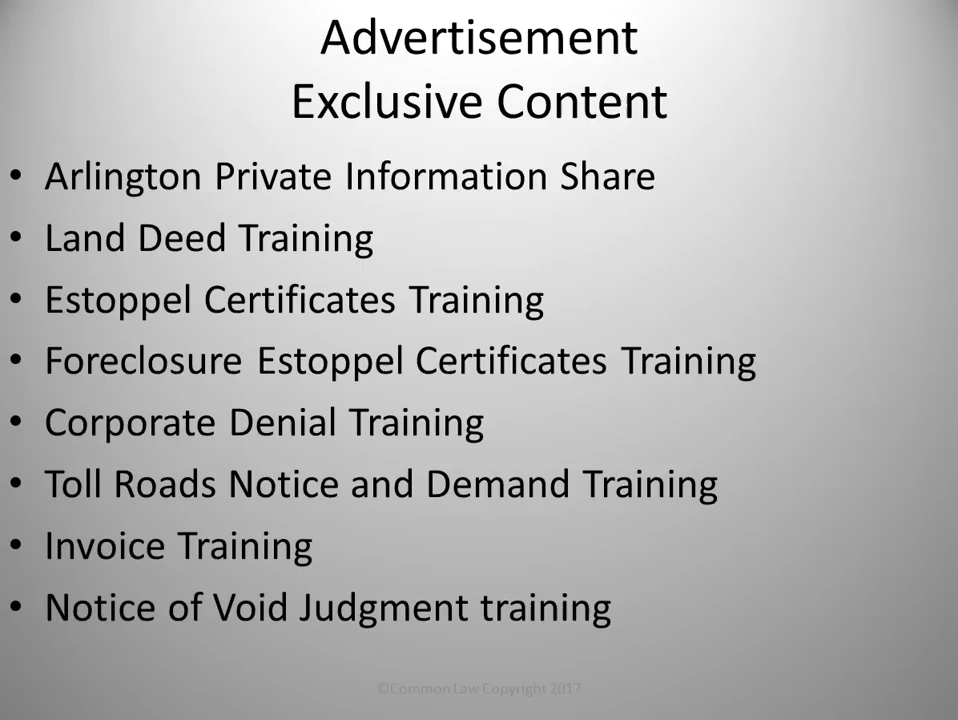 Advertisement
Exclusive Content
• Arlington Private Information Share
• Land Deed Training
• Estoppel Certificates Training
• Foreclosure Estoppel Certificates Training
• Corporate Denial Training
• Toll Roads Notice and Demand Training
• Invoice Training
• Notice of Void Judgment training
©Common Law Copyright 2017